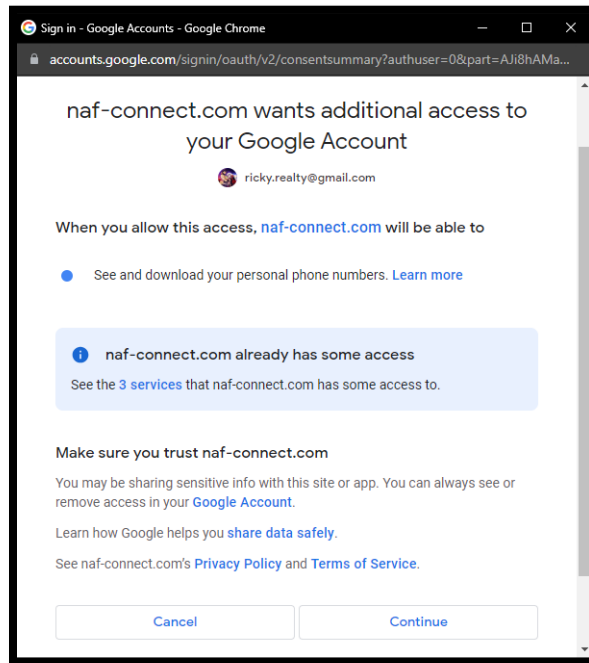 Sign in - Google Accounts - Google Chrome
accounts.google.com/signin/oauth/v2/consentsummary?authuser=0&part=AJi8hAMa...
naf-connect.com wants additional access to
your Google Account
ricky.realty@gmail.com
When you allow this access, naf-connect.com will be able to
See and download your personal phone numbers. Learn more
naf-connect.com already has some access
See the 3 services that naf-connect.com has some access to.
Make sure you trust naf-connect.com
You may be sharing sensitive info with this site or app. You can always see or
remove access in your Google Account.
Learn how Google helps you share data safely.
See naf-connect.com's Privacy Policy and Terms of Service.
Cancel
Continue